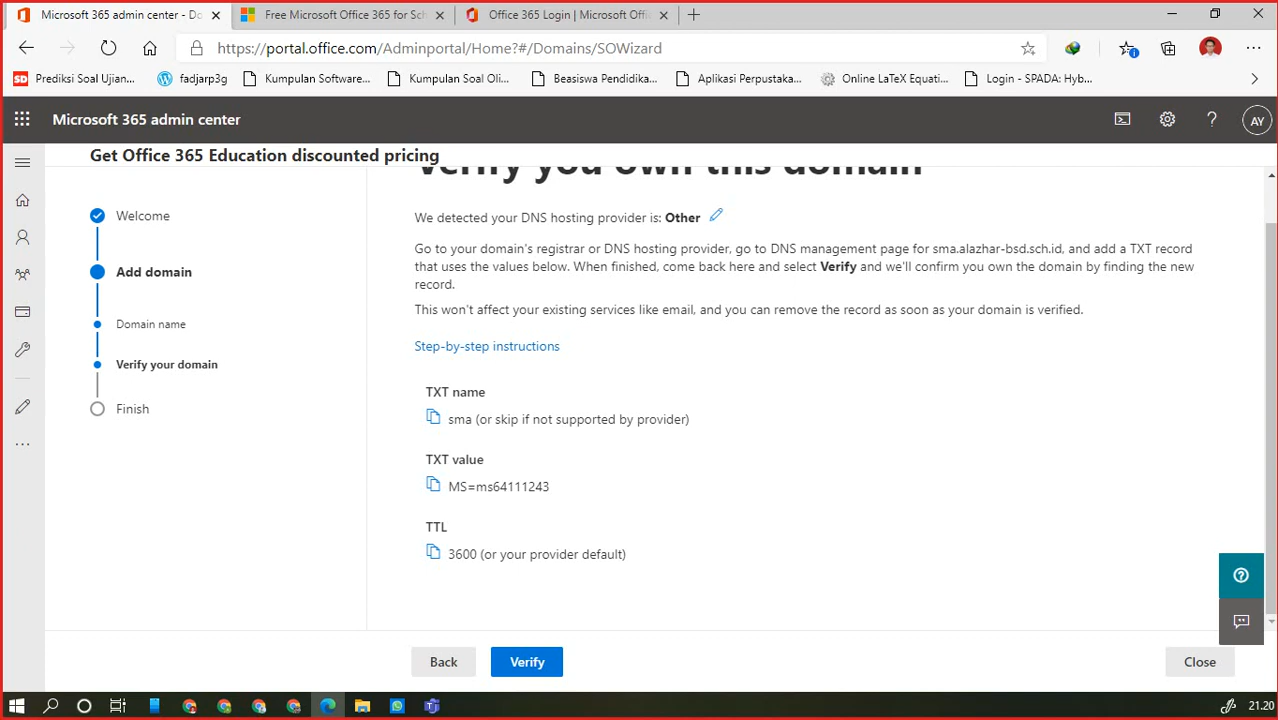 Microsoft 365 admin center - Do
Free Microsoft Office 365 for Sch
Office 365 Login | Microsoft Offi
https://portal.office.com/Adminportal/Home?#/Domains/SOWizard
SD Prediksi Soal Ujian...
fadjarp3g
Kumpulan Software...
Kumpulan Soal Oli...
Beasiswa Pendidika...
Aplikasi Perpustaka...
Online LaTeX Equati...
Login - SPADA: Hyb...
Microsoft 365 admin center
AY
Get Office 365 Education discounted pricing
Verify you own this domain
Welcome
Add domain
Domain name
Verify your domain
Finish
We detected your DNS hosting provider is: Other
Go to your domain's registrar or DNS hosting provider, go to DNS management page for sma.alazhar-bsd.sch.id, and add a TXT record
that uses the values below. When finished, come back here and select Verify and we'll confirm you own the domain by finding the new
record.
This won't affect your existing services like email, and you can remove the record as soon as your domain is verified.
Step-by-step instructions
TXT name
sma (or skip if not supported by provider)
TXT value
MS=ms64111243
TTL
3600 (or your provider default)
Back
Verify
Close
21.20